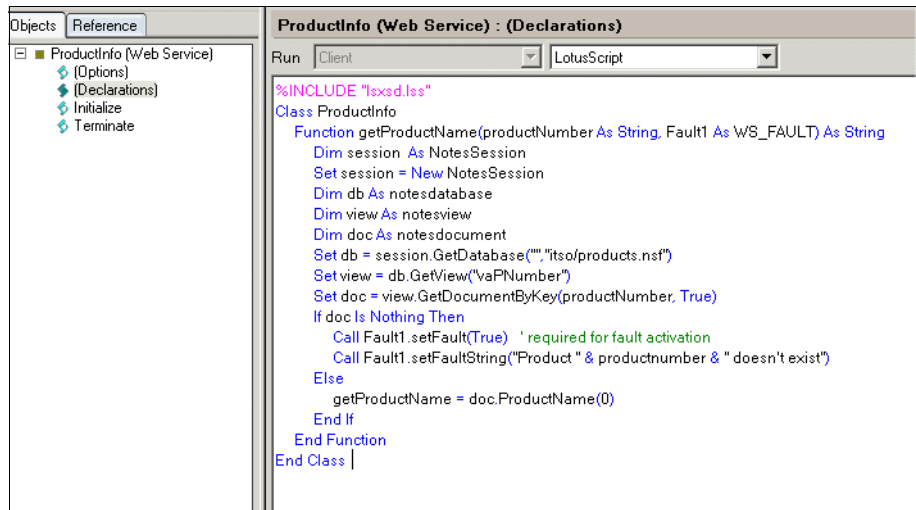 Objects Reference
ProductInfo (Web Service) : (Declarations)
ProductInfo (Web Service)
(Options)
(Declarations)
Initialize
Terminate
Run Client LotusScript
%INCLUDE "lsxsd.lss"
Class ProductInfo
Function getProductName(productNumber As String, Fault1 As WS_FAULT) As String
Dim session As NotesSession
Set session = New NotesSession
Dim db As notesdatabase
Dim view As notesview
Dim doc As notesdocument
Set db = session.GetDatabase("","itso/products.nsf")
Set view = db.GetView("vaPNumber")
Set doc = view.GetDocumentByKey(productNumber, True)
If doc Is Nothing Then
Call Fault1.setFault(True) ' required for fault activation
Call Fault1.setFaultString("Product " & productnumber & " doesn't exist")
Else
getProductName = doc.ProductName(0)
End If
End Function
End Class